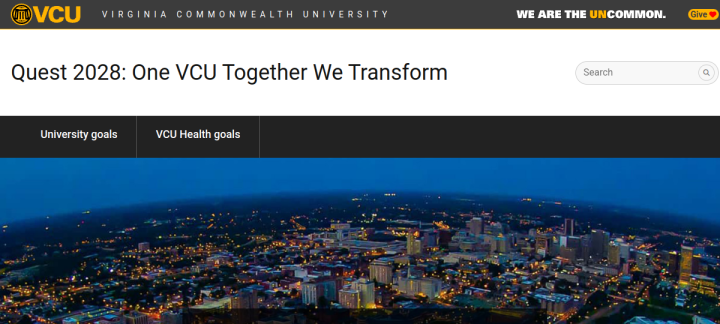 VCU VIRGINIA COMMONWEALTH UNIVERSITY WE ARE THE UNCOMMON. Give
Quest 2028: One VCU Together We Transform
Search
University goals VCU Health goals